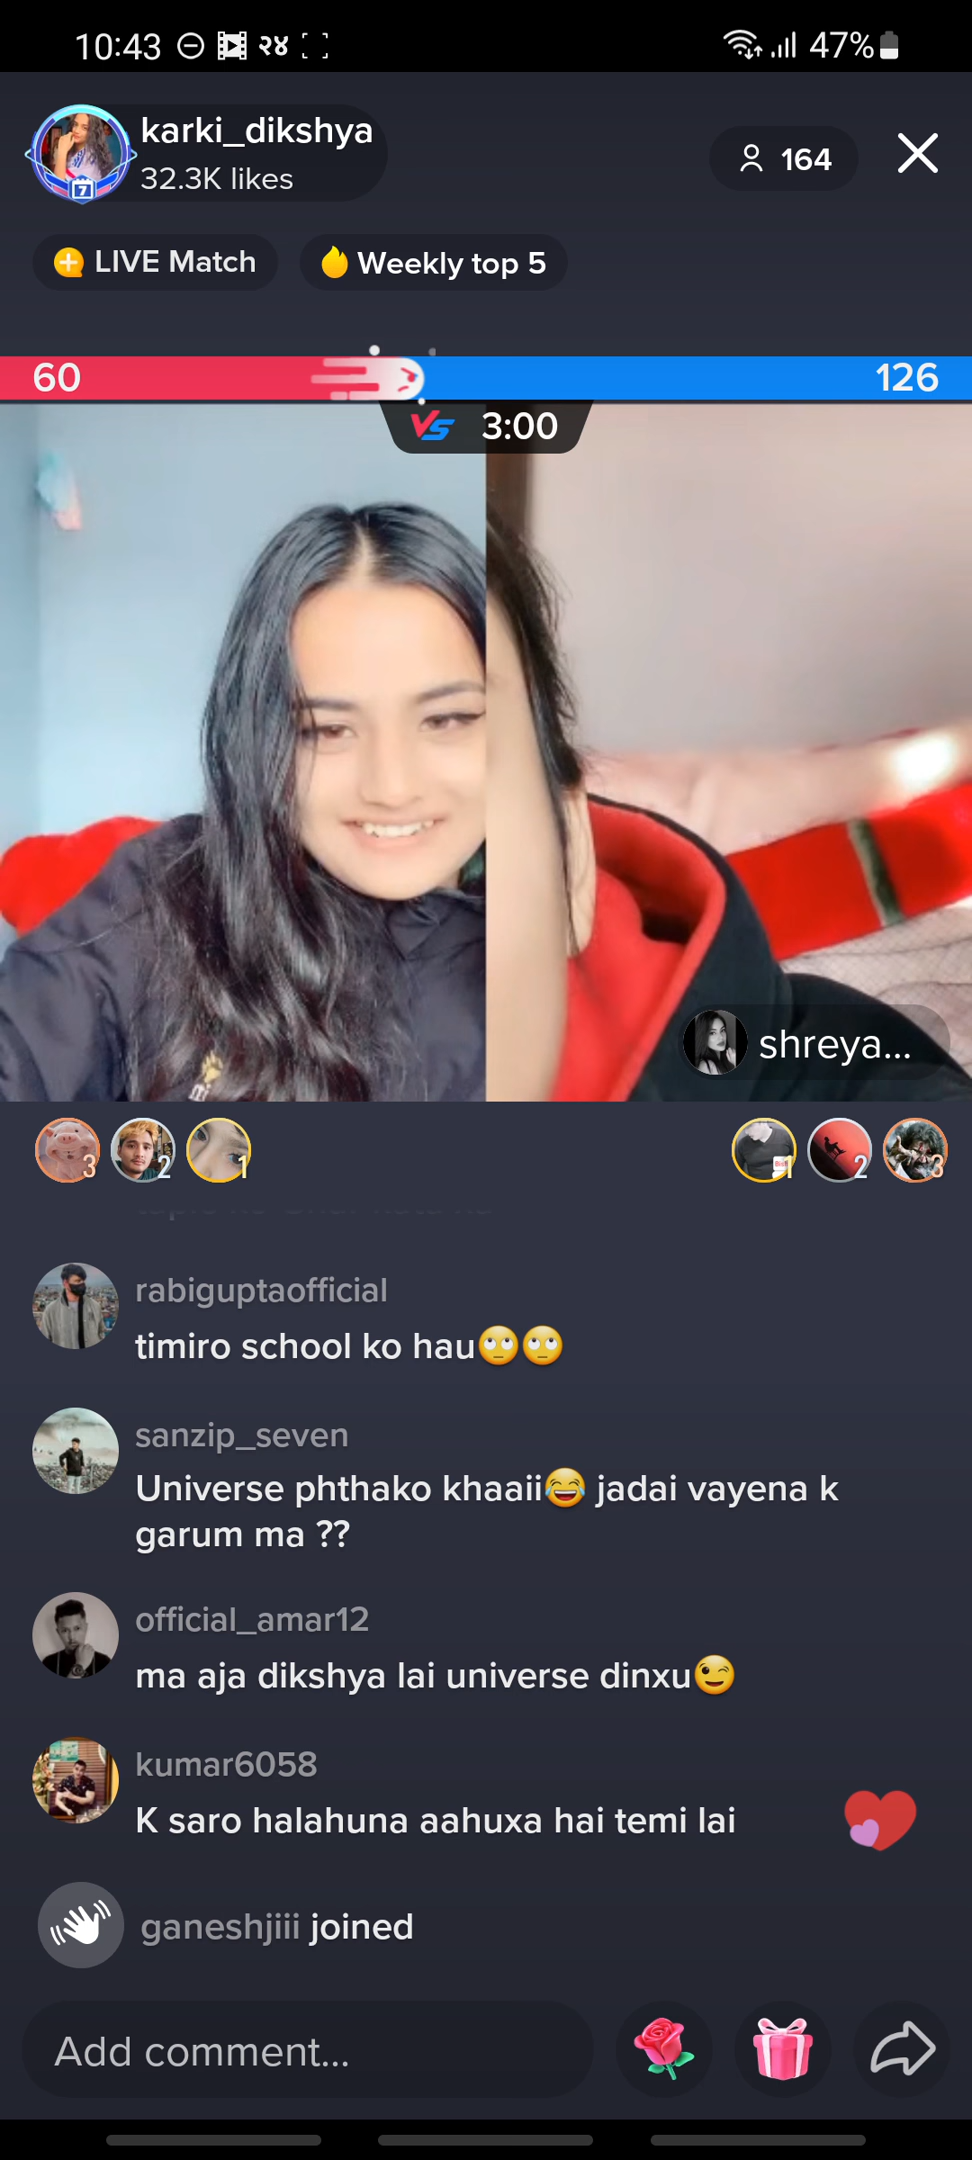 10:43 २४ 47%
karki_dikshya
32.3K likes
164
LIVE Match
Weekly top 5
60
126
VS 3:00
shreya...
3 2 1 1 2 3
rabiguptaofficial
timiro school ko hau🙄🙄
sanzip_seven
Universe phthako khaaii😂 jadai vayena k
garum ma ??
official_amar12
ma aja dikshya lai universe dinxu😉
kumar6058
K saro halahuna aahuxa hai temi lai
ganeshjiii joined
Add comment...